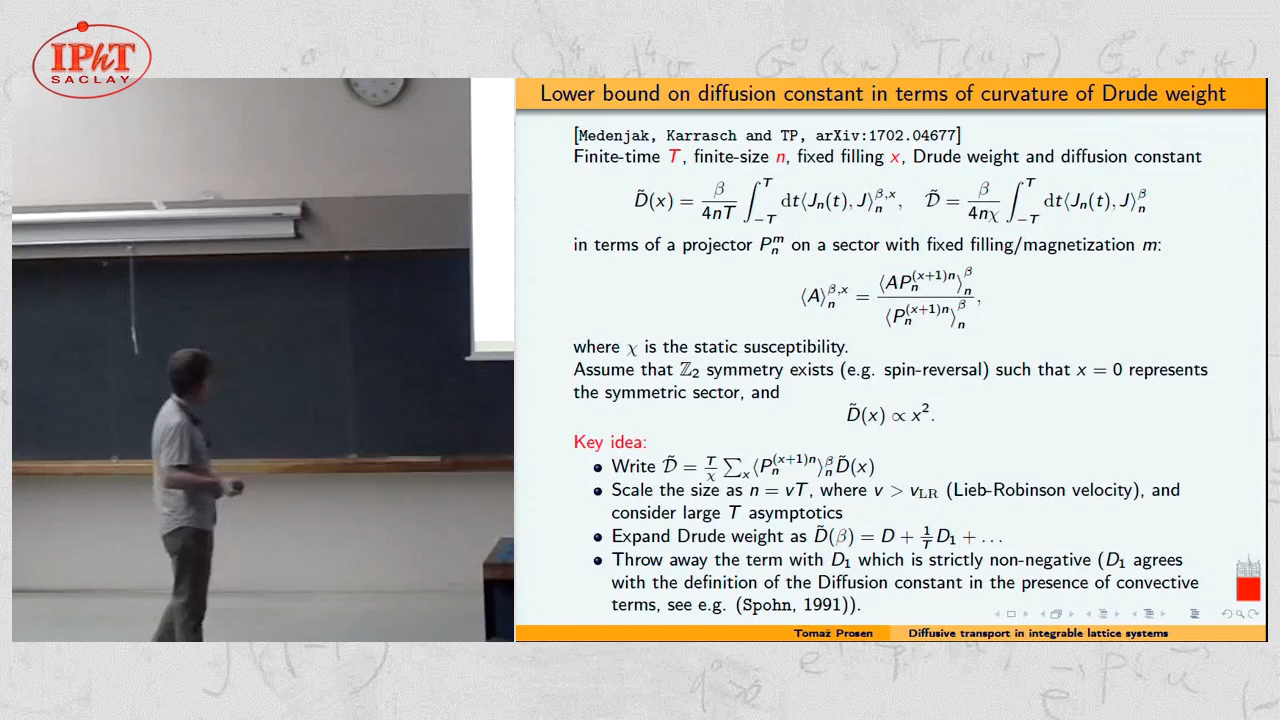 IPhT
SACLAY
Lower bound on diffusion constant in terms of curvature of Drude weight
[Medenjak, Karrasch and TP, arXiv:1702.04677]
Finite-time T, finite-size n, fixed filling x, Drude weight and diffusion constant
D̃(x) = β/4nT ∫_{-T}^{T} dt⟨J_n(t), J⟩_n^{β,x}, 𝒟̃ = β/4nχ ∫_{-T}^{T} dt⟨J_n(t), J⟩_n^β
in terms of a projector P_n^m on a sector with fixed filling/magnetization m:
⟨A⟩_n^{β,x} = ⟨AP_n^{(x+1)n}⟩_n^β / ⟨P_n^{(x+1)n}⟩_n^β,
where χ is the static susceptibility.
Assume that ℤ₂ symmetry exists (e.g. spin-reversal) such that x = 0 represents
the symmetric sector, and
D̃(x) ∝ x².
Key idea:
Write 𝒟̃ = T/χ ∑_x ⟨P_n^{(x+1)n}⟩_n^β D̃(x)
Scale the size as n = vT, where v > v_LR (Lieb-Robinson velocity), and
consider large T asymptotics
Expand Drude weight as D̃(β) = D + 1/T D₁ + ...
Throw away the term with D₁ which is strictly non-negative (D₁ agrees
with the definition of the Diffusion constant in the presence of convective
terms, see e.g. (Spohn, 1991)).
Tomaž Prosen Diffusive transport in integrable lattice systems